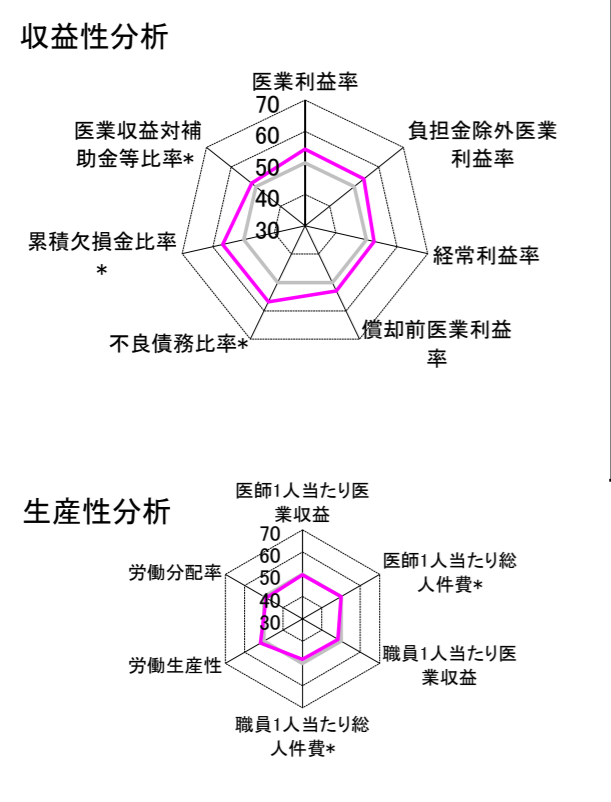 収益性分析
医業利益率
70
60
50
40
30
負担金除外医業
利益率
経常利益率
償却前医業利益
率
不良債務比率*
累積欠損金比率
*
医業収益対補
助金等比率*
生産性分析
医師1人当たり医
業収益
70
60
50
40
30
医師1人当たり総
人件費*
職員1人当たり医
業収益
職員1人当たり総
人件費*
労働生産性
労働分配率